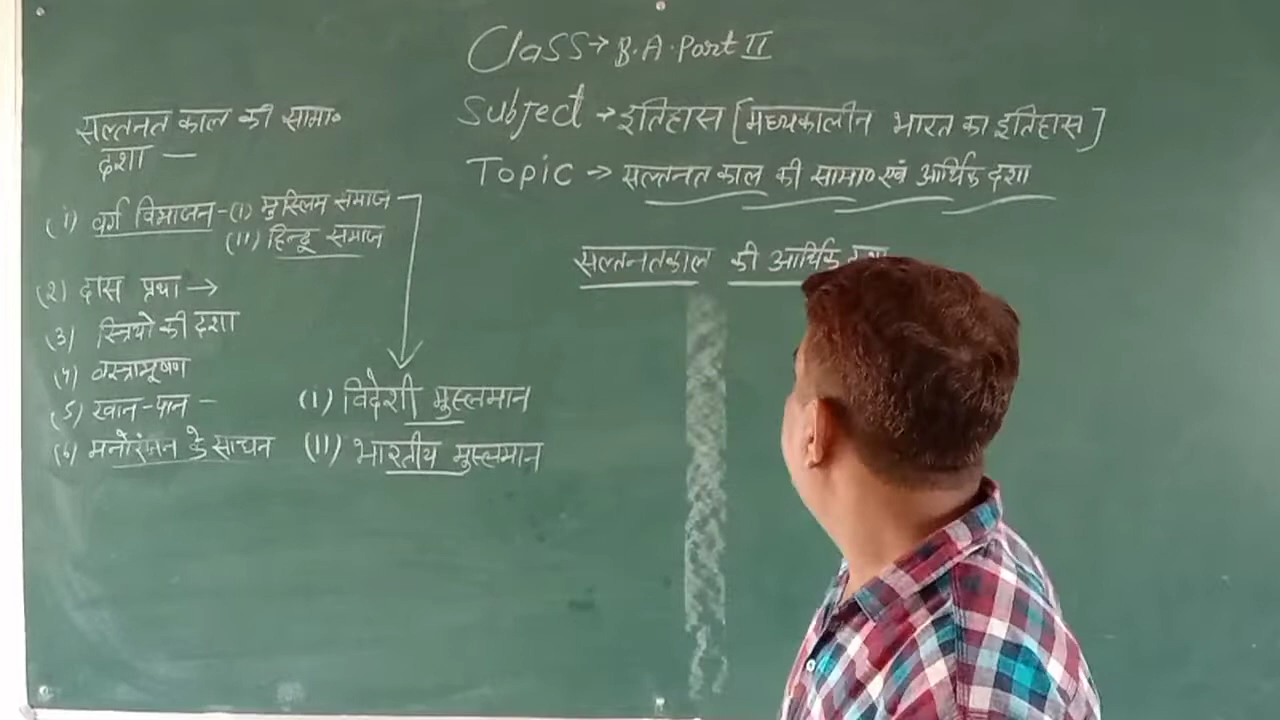 Class → B.A. Part II
Subject → इतिहास [मध्यकालीन भारत का इतिहास]
Topic → सल्तनत काल की सामा० एवं आर्थिक दशा
सल्तनत काल की सामा०
दशा —
(1) वर्ग विभाजन - (i) मुस्लिम समाज
(ii) हिन्दू समाज
(2) दास प्रथा →
(3) स्त्रियो की दशा
(4) वस्त्राभूषण
(5) खान-पान -
(6) मनोरंजन के साधन
(i) विदेशी मुस्लमान
(ii) भारतीय मुस्लमान
सल्तनतकाल की आर्थिक